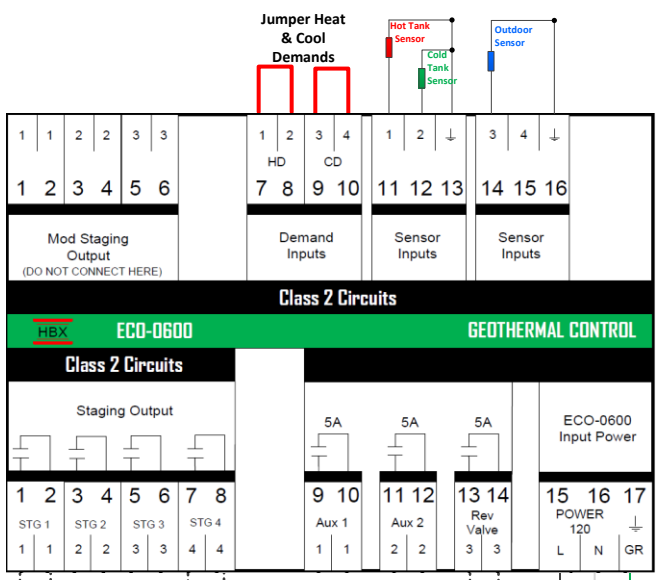 Jumper Heat
& Cool
Demands
Hot Tank
Sensor
Cold
Tank
Sensor
Outdoor
Sensor
1 1 2 2 3 3
1 2 3 4
1 2
3 4
HD CD
1 2 3 4 5 6
7 8 9 10
11 12 13
14 15 16
Mod Staging
Output
(DO NOT CONNECT HERE)
Demand
Inputs
Sensor
Inputs
Sensor
Inputs
Class 2 Circuits
HBX ECO-0600 GEOTHERMAL CONTROL
Class 2 Circuits
Staging Output
5A 5A 5A
ECO-0600
Input Power
1 2 3 4 5 6 7 8
9 10 11 12 13 14
15 16 17
STG 1 STG 2 STG 3 STG 4
Aux 1 Aux 2
Rev
Valve
POWER
120
1 1 2 2 3 3 4 4
1 1 2 2 3 3
L N GR